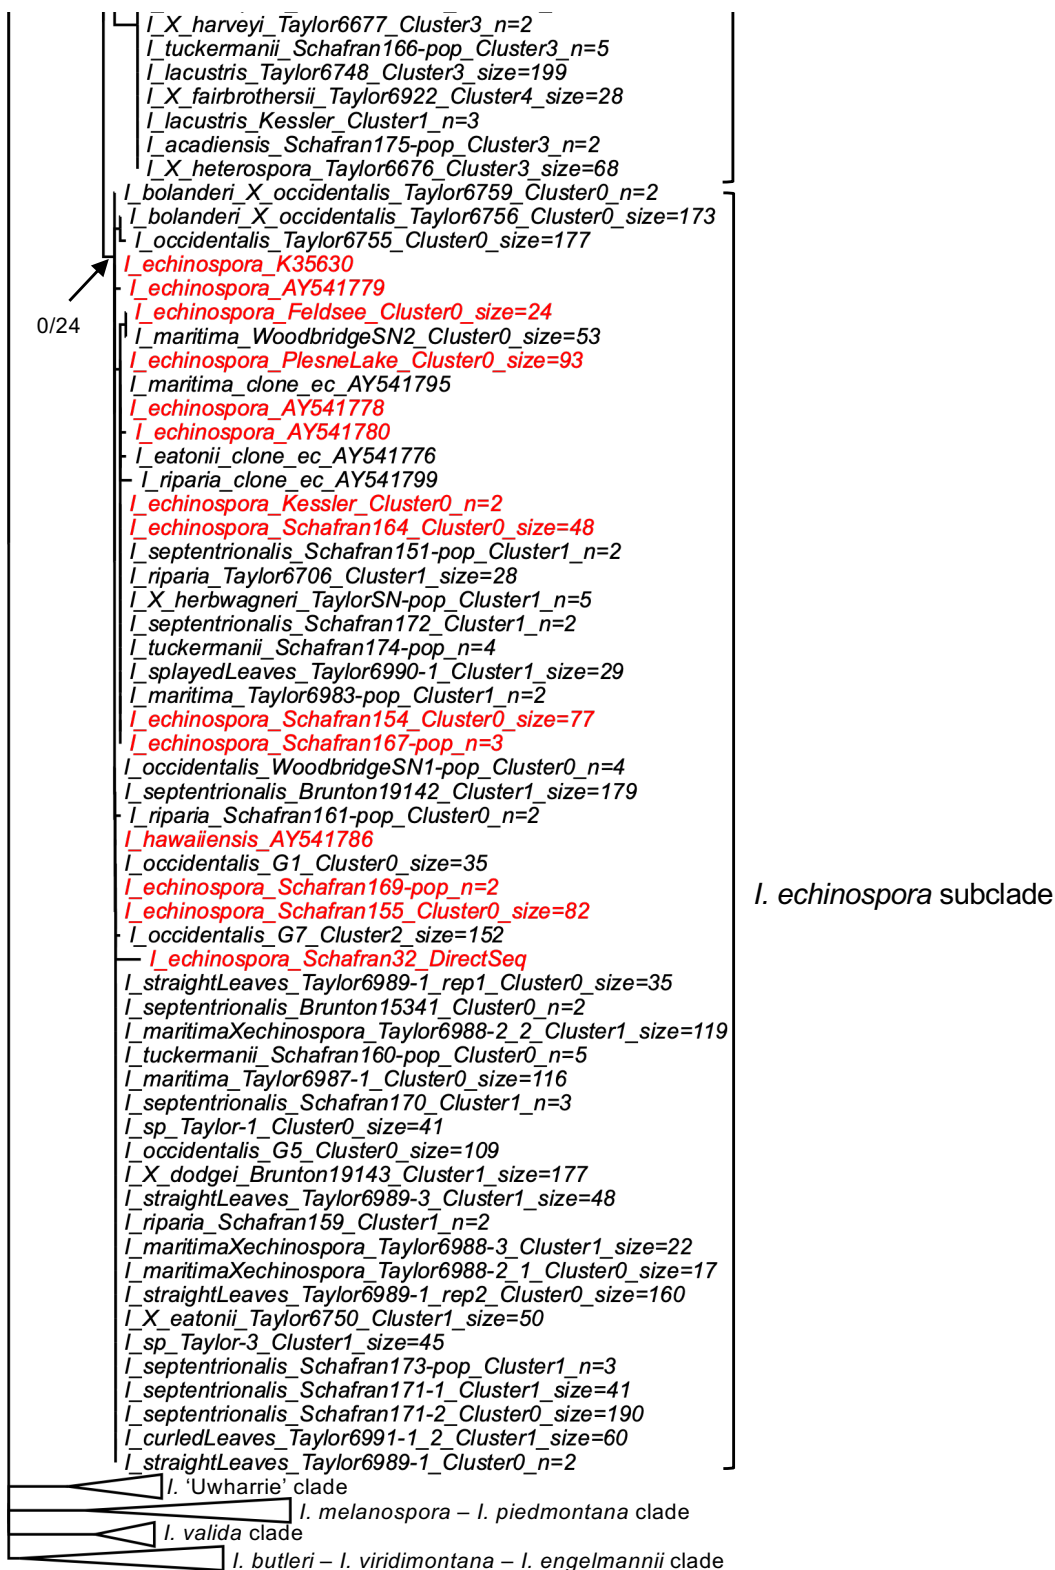 I_X_harveyi_Taylor6677_Cluster3_n=2
I_tuckermanii_Schafran166-pop_Cluster3_n=5
I_lacustris_Taylor6748_Cluster3_size=199
I_X_fairbrothersii_Taylor6922_Cluster4_size=28
I_lacustris_Kessler_Cluster1_n=3
I_acadiensis_Schafran175-pop_Cluster3_n=2
I_X_heterospora_Taylor6676_Cluster3_size=68
I_bolanderi_X_occidentalis_Taylor6759_Cluster0_n=2
I_bolanderi_X_occidentalis_Taylor6756_Cluster0_size=173
I_occidentalis_Taylor6755_Cluster0_size=177
I_echinospora_K35630
I_echinospora_AY541779
I_echinospora_Feldsee_Cluster0_size=24
0/24
I_maritima_WoodbridgeSN2_Cluster0_size=53
I_echinospora_PlesneLake_Cluster0_size=93
I_maritima_clone_ec_AY541795
I_echinospora_AY541778
I_echinospora_AY541780
I_eatonii_clone_ec_AY541776
I_riparia_clone_ec_AY541799
I_echinospora_Kessler_Cluster0_n=2
I_echinospora_Schafran164_Cluster0_size=48
I_septentrionalis_Schafran151-pop_Cluster1_n=2
I_riparia_Taylor6706_Cluster1_size=28
I_X_herbwagneri_TaylorSN-pop_Cluster1_n=5
I_septentrionalis_Schafran172_Cluster1_n=2
I_tuckermanii_Schafran174-pop_n=4
I_splayedLeaves_Taylor6990-1_Cluster1_size=29
I_maritima_Taylor6983-pop_Cluster1_n=2
I_echinospora_Schafran154_Cluster0_size=77
I_echinospora_Schafran167-pop_n=3
I_occidentalis_WoodbridgeSN1-pop_Cluster0_n=4
I_septentrionalis_Brunton19142_Cluster1_size=179
I_riparia_Schafran161-pop_Cluster0_n=2
I_hawaiiensis_AY541786
I_occidentalis_G1_Cluster0_size=35
I_echinospora_Schafran169-pop_n=2
I. echinospora subclade
I_echinospora_Schafran155_Cluster0_size=82
I_occidentalis_G7_Cluster2_size=152
I_echinospora_Schafran32_DirectSeq
I_straightLeaves_Taylor6989-1_rep1_Cluster0_size=35
I_septentrionalis_Brunton15341_Cluster0_n=2
I_maritimaXechinospora_Taylor6988-2_2_Cluster1_size=119
I_tuckermanii_Schafran160-pop_Cluster0_n=5
I_maritima_Taylor6987-1_Cluster0_size=116
I_septentrionalis_Schafran170_Cluster1_n=3
I_sp_Taylor-1_Cluster0_size=41
I_occidentalis_G5_Cluster0_size=109
I_X_dodgei_Brunton19143_Cluster1_size=177
I_straightLeaves_Taylor6989-3_Cluster1_size=48
I_riparia_Schafran159_Cluster1_n=2
I_maritimaXechinospora_Taylor6988-3_Cluster1_size=22
I_maritimaXechinospora_Taylor6988-2_1_Cluster0_size=17
I_straightLeaves_Taylor6989-1_rep2_Cluster0_size=160
I_X_eatonii_Taylor6750_Cluster1_size=50
I_sp_Taylor-3_Cluster1_size=45
I_septentrionalis_Schafran173-pop_Cluster1_n=3
I_septentrionalis_Schafran171-1_Cluster1_size=41
I_septentrionalis_Schafran171-2_Cluster0_size=190
I_curledLeaves_Taylor6991-1_2_Cluster1_size=60
I_straightLeaves_Taylor6989-1_Cluster0_n=2
I. 'Uwharrie' clade
I. melanospora – I. piedmontana clade
I. valida clade
I. butleri – I. viridimontana – I. engelmannii clade